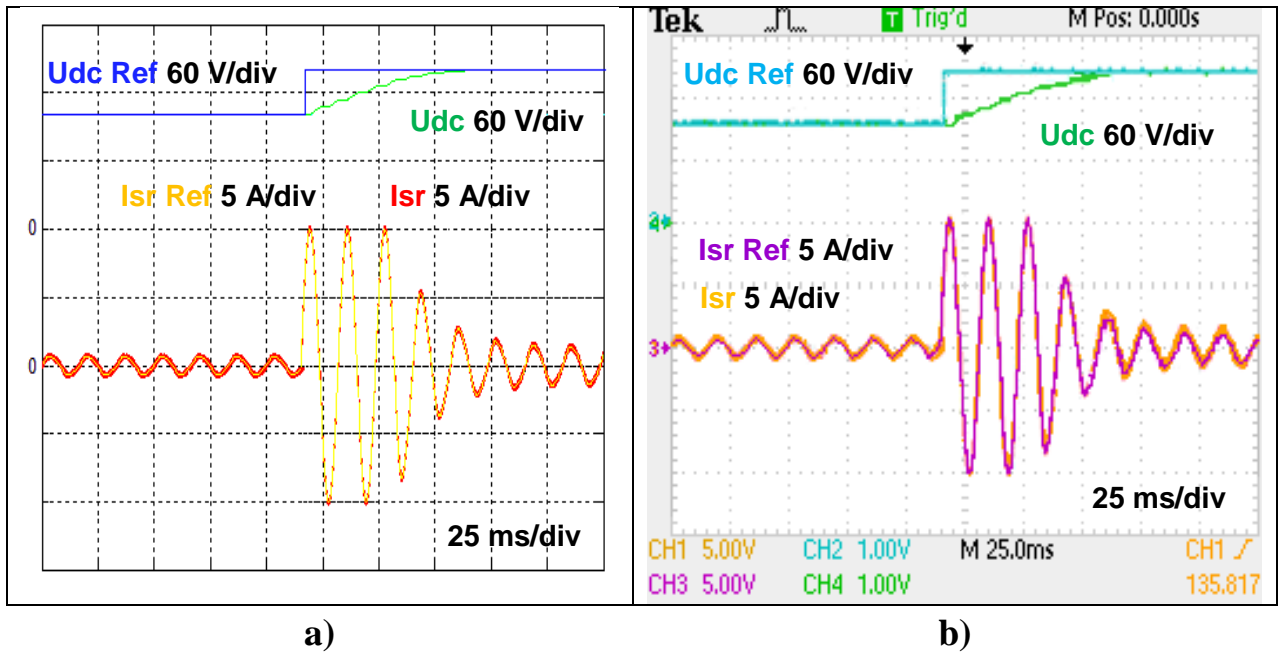 Udc Ref 60 V/div
Udc 60 V/div
Isr Ref 5 A/div Isr 5 A/div
0
0
25 ms/div
a)
Tek Trig'd M Pos: 0.000s
T
Udc Ref 60 V/div
Udc 60 V/div
Isr Ref 5 A/div
Isr 5 A/div
3
25 ms/div
CH1 5.00V CH2 1.00V M 25.0ms CH1
CH3 5.00V CH4 1.00V 135.817
b)